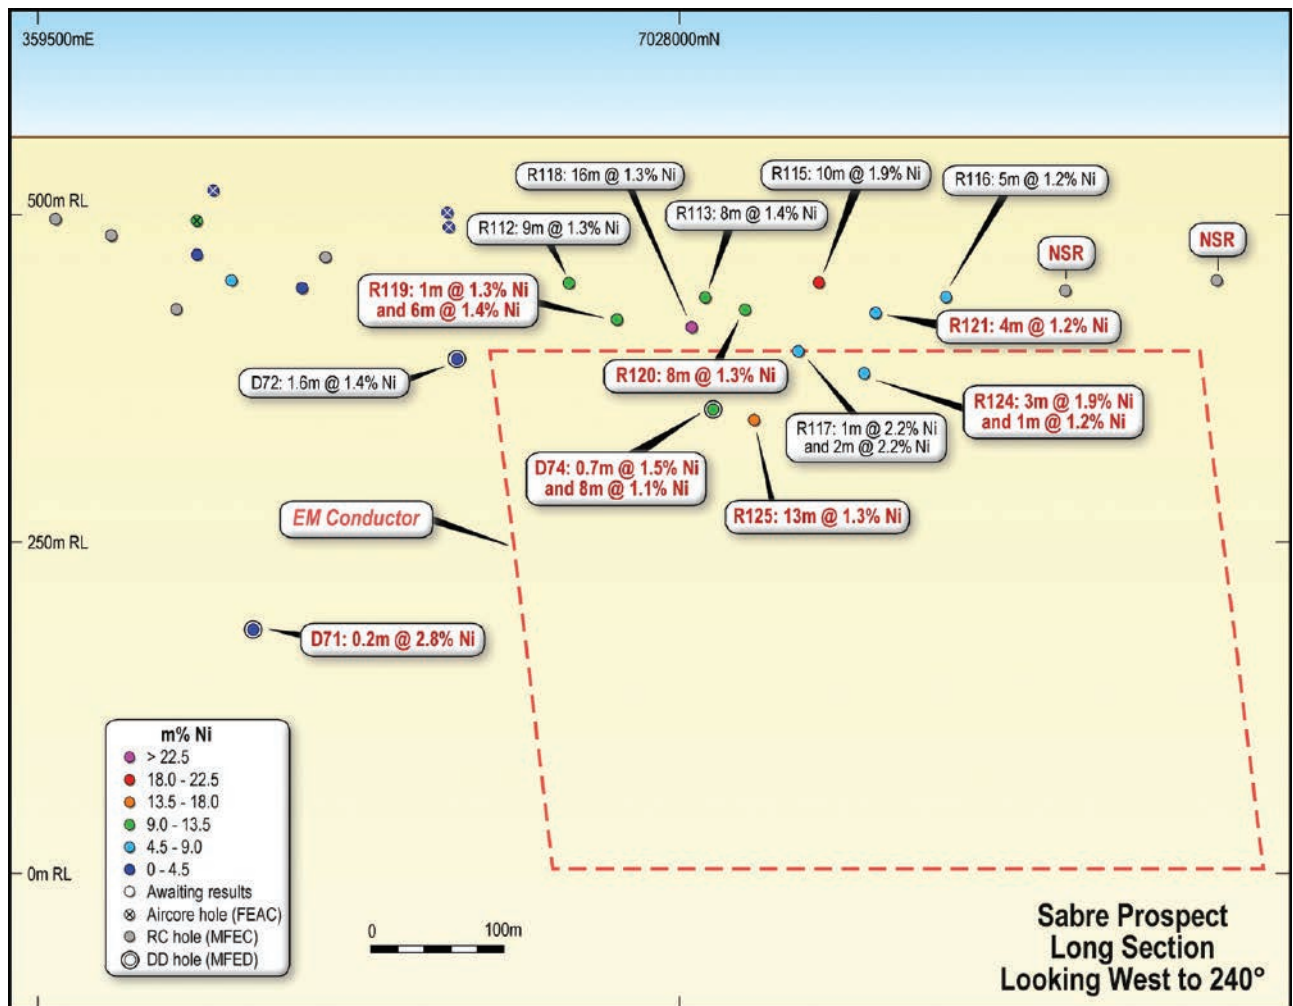 359500mE
7028000mN
500m RL
R118: 16m @ 1.3% Ni
R115: 10m @ 1.9% Ni
R116: 5m @ 1.2% Ni
R112: 9m @ 1.3% Ni
R113: 8m @ 1.4% Ni
NSR
NSR
R119: 1m @ 1.3% Ni
and 6m @ 1.4% Ni
R121: 4m @ 1.2% Ni
D72: 1.6m @ 1.4% Ni
R120: 8m @ 1.3% Ni
R124: 3m @ 1.9% Ni
and 1m @ 1.2% Ni
R117: 1m @ 2.2% Ni
and 2m @ 2.2% Ni
D74: 0.7m @ 1.5% Ni
and 8m @ 1.1% Ni
R125: 13m @ 1.3% Ni
EM Conductor
250m RL
D71: 0.2m @ 2.8% Ni
m% Ni
> 22.5
18.0 - 22.5
13.5 - 18.0
9.0 - 13.5
4.5 - 9.0
0 - 4.5
Awaiting results
Aircore hole (FEAC)
RC hole (MFEC)
DD hole (MFED)
0m RL
0 100m
Sabre Prospect
Long Section
Looking West to 240°